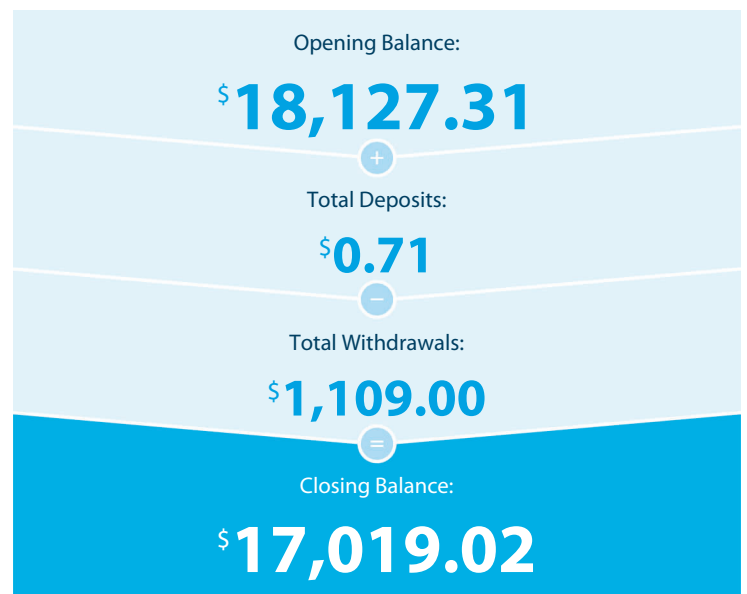 Opening Balance:
$18,127.31
+
Total Deposits:
$0.71
−
Total Withdrawals:
$1,109.00
=
Closing Balance:
$17,019.02